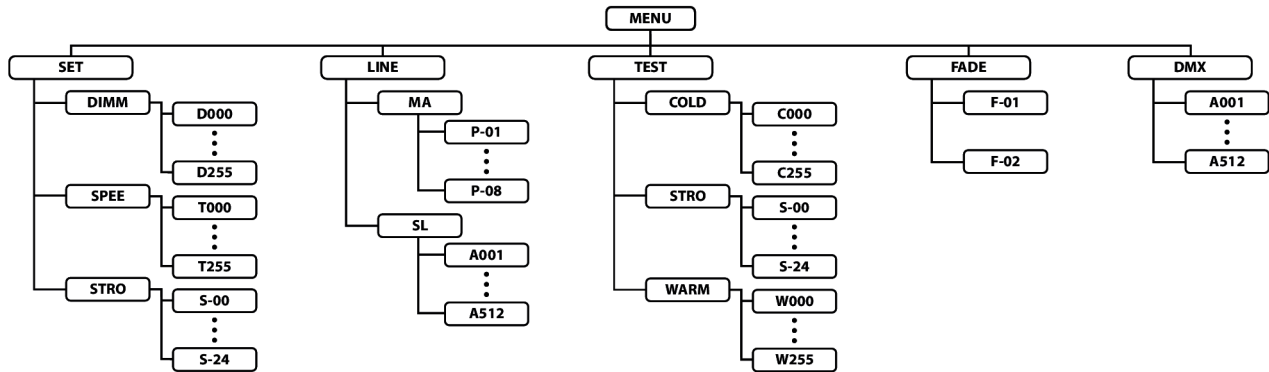 MENU
SET
LINE
TEST
FADE
DMX
DIMM
D000
D255
SPEE
T000
T255
STRO
S-00
S-24
MA
P-01
P-08
SL
A001
A512
COLD
C000
C255
STRO
S-00
S-24
WARM
W000
W255
F-01
F-02
A001
A512